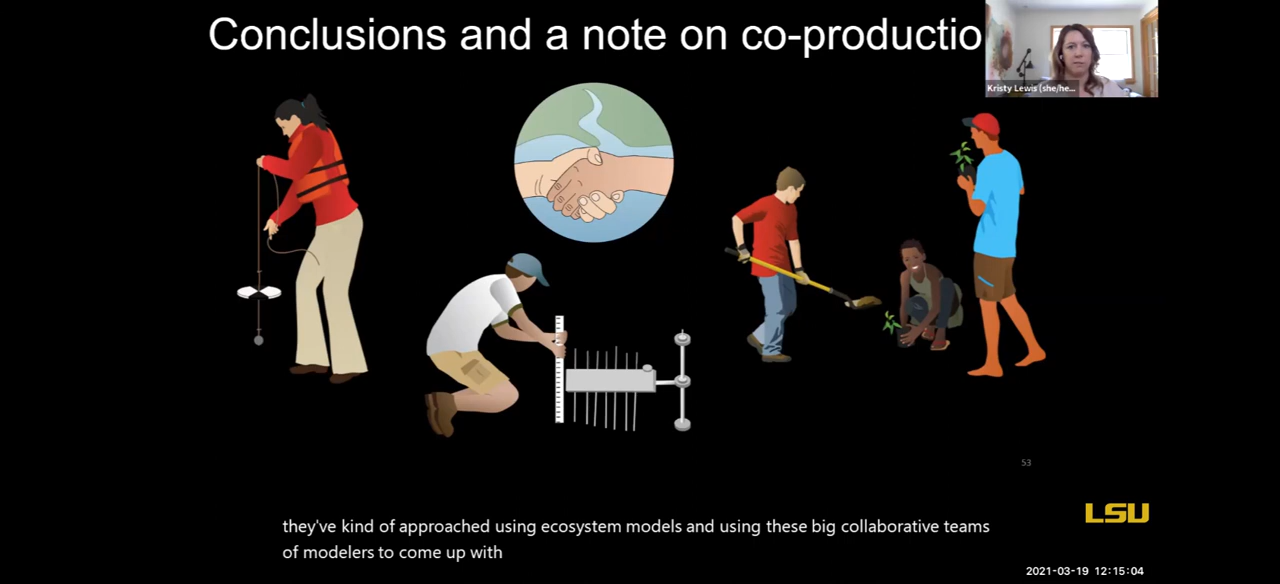 Conclusions and a note on co-productio
Kristy Lewis (she/he...
53
they've kind of approached using ecosystem models and using these big collaborative teams
of modelers to come up with
LSU
2021-03-19 12:15:04